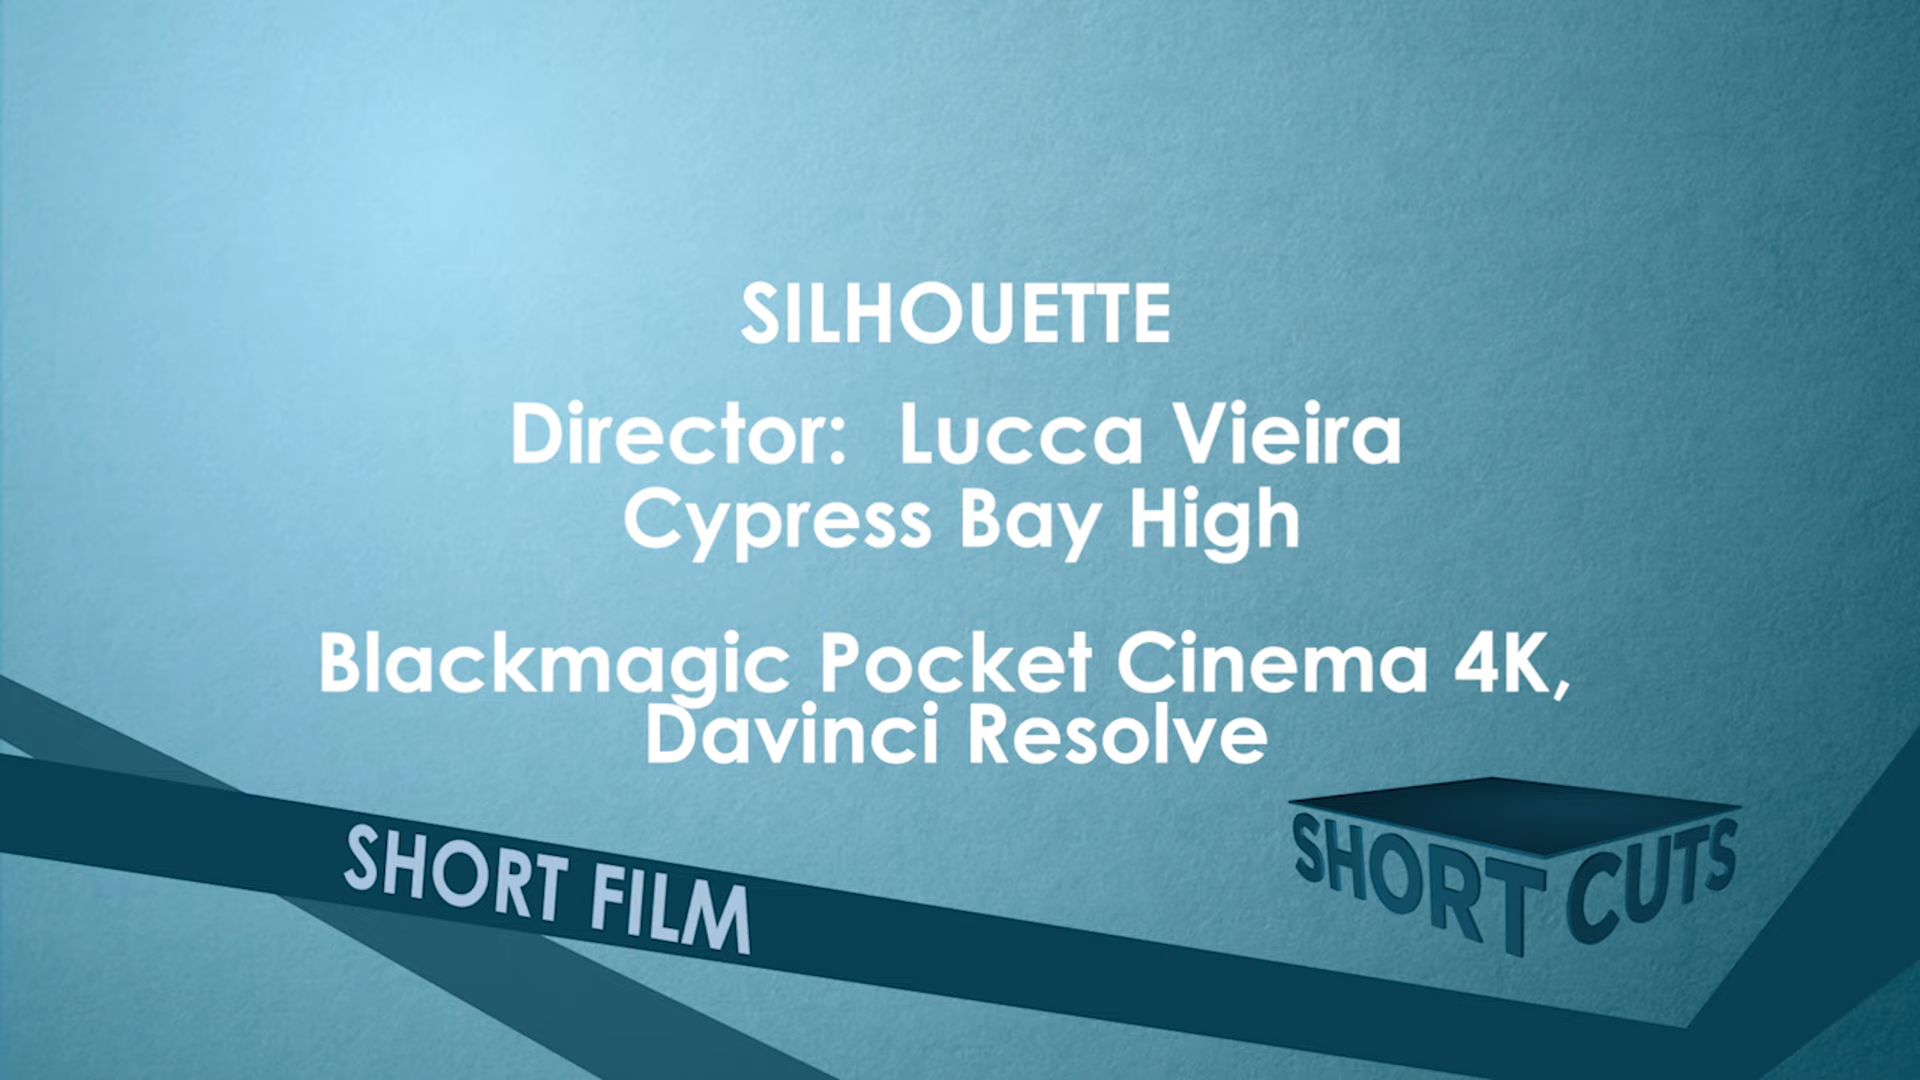 SILHOUETTE
Director:  Lucca Vieira
Cypress Bay High
Blackmagic Pocket Cinema 4K,
Davinci Resolve
SHORT FILM
SHORT CUTS